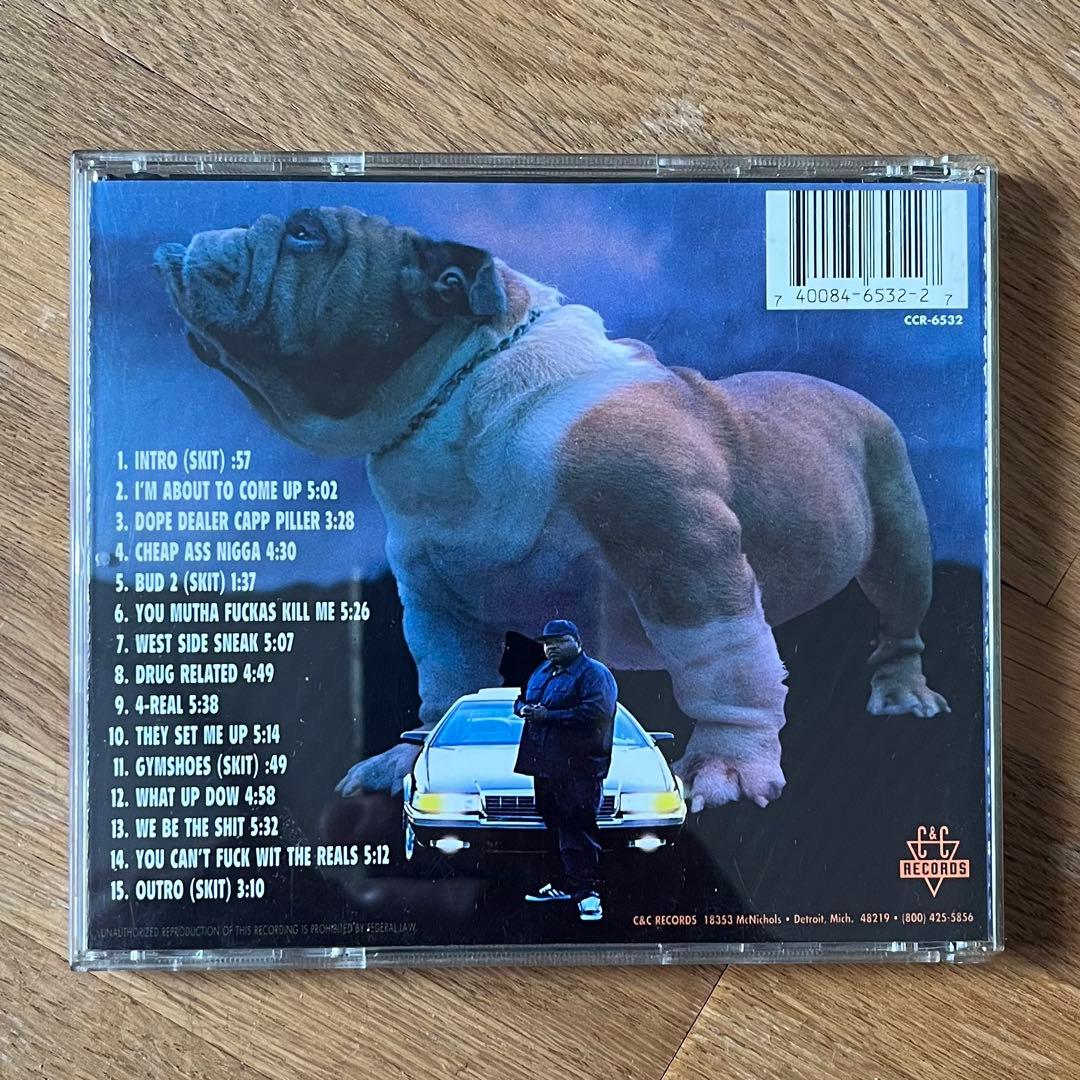 7 40084-6532-2 7
CCR-6532
1. INTRO (SKIT) :57
2. I'M ABOUT TO COME UP 5:02
3. DOPE DEALER CAPP PILLER 3:28
4. CHEAP ASS NIGGA 4:30
5. BUD 2 (SKIT) 1:37
6. YOU MUTHA FUCKAS KILL ME 5:26
7. WEST SIDE SNEAK 5:07
8. DRUG RELATED 4:49
9. 4-REAL 5:38
10. THEY SET ME UP 5:14
11. GYMSHOES (SKIT) :49
12. WHAT UP DOW 4:58
13. WE BE THE SHIT 5:32
14. YOU CAN'T FUCK WIT THE REALS 5:12
15. OUTRO (SKIT) 3:10
C&C
RECORDS
C&C RECORDS 18353 McNichols • Detroit, Mich. 48219 • (800) 425-5856
UNAUTHORIZED REPRODUCTION OF THIS RECORDING IS PROHIBITED BY FEDERAL LAW.